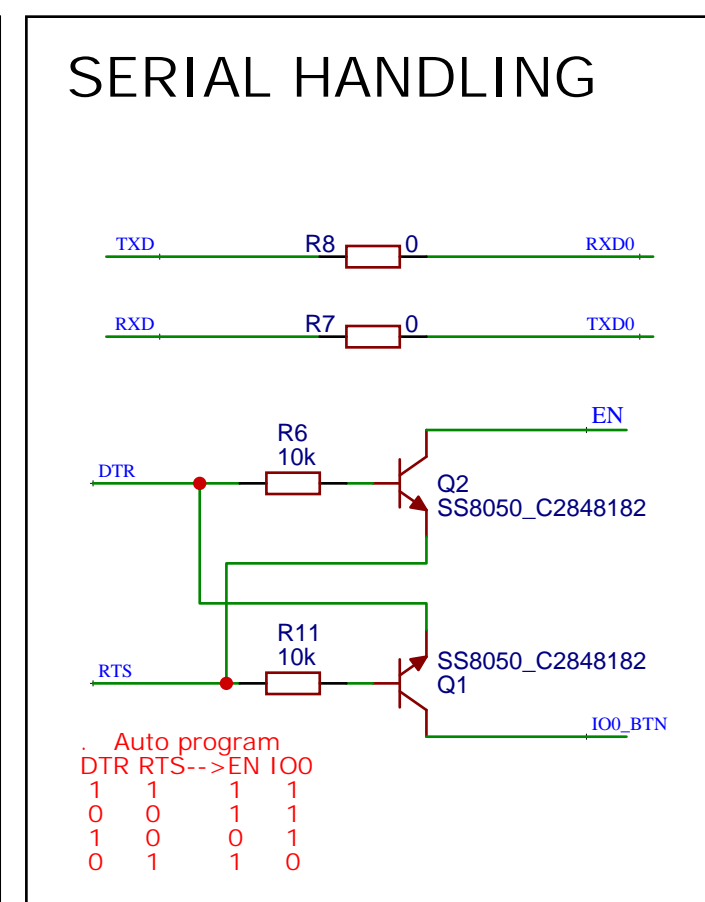 SERIAL HANDLING
TXD R8 0 RXD0
RXD R7 0 TXD0
EN
R6
10k
DTR
Q2
SS8050_C2848182
R11
10k
RTS
SS8050_C2848182
Q1
IO0_BTN
. Auto program
DTR RTS-->EN IO0
1 1 1 1
0 0 1 1
1 0 0 1
0 1 1 0